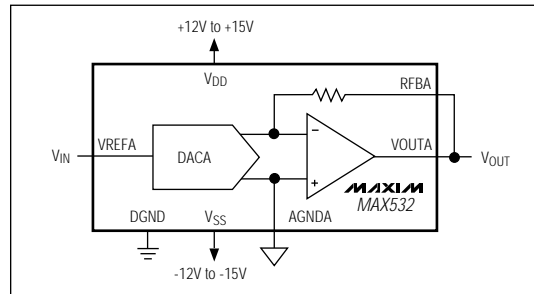 +12V to +15V
VDD
RFBA
VIN
VREFA
DACA
−
+
VOUTA
VOUT
MAXIM
MAX532
DGND
VSS
AGNDA
-12V to -15V